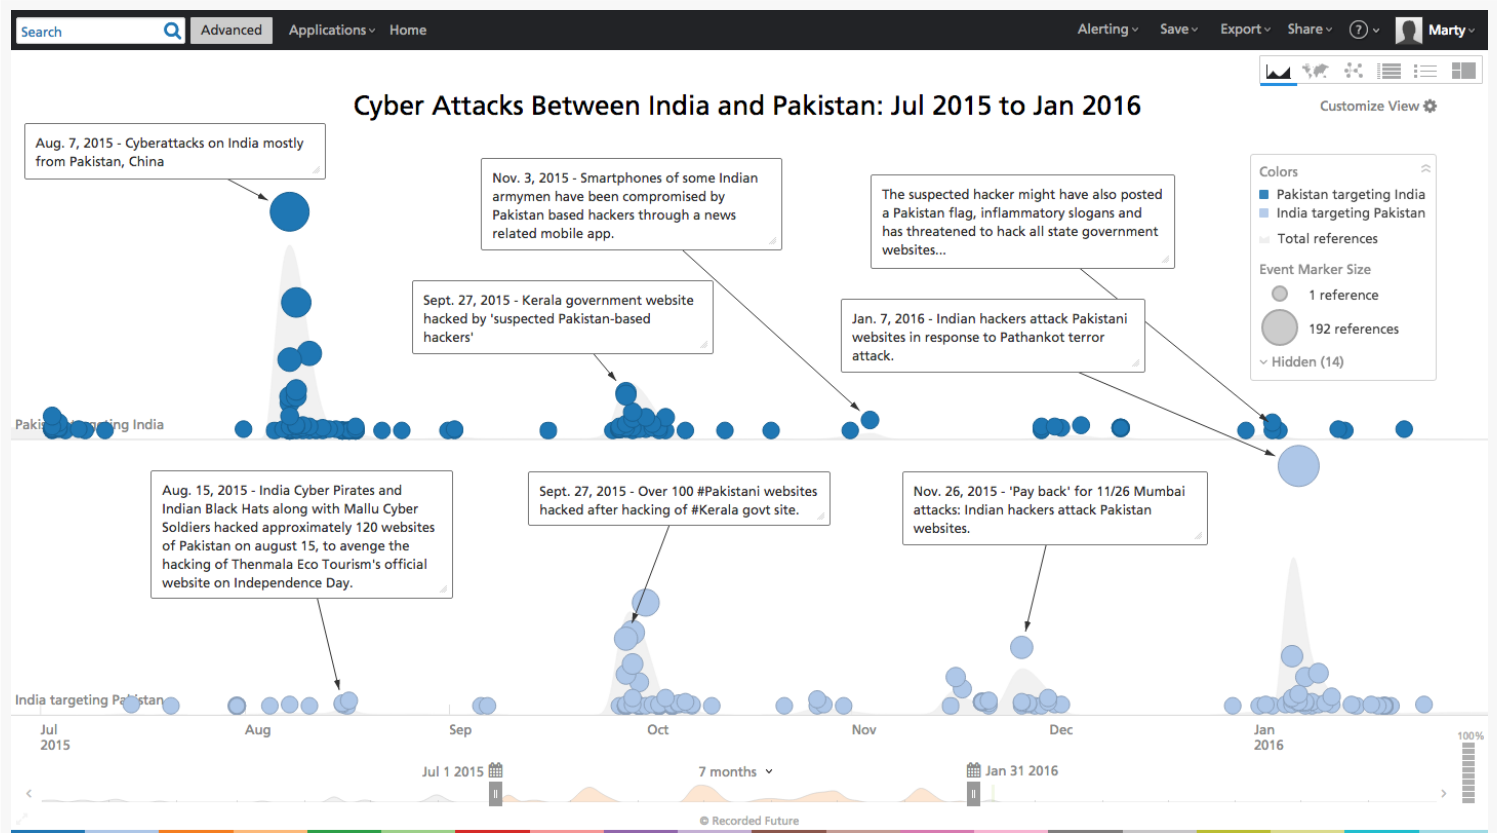 Search
Advanced
Applications
Home
Alerting
Save
Export
Share
?
Marty
Cyber Attacks Between India and Pakistan: Jul 2015 to Jan 2016
Customize View
Aug. 7, 2015 - Cyberattacks on India mostly
from Pakistan, China
Nov. 3, 2015 - Smartphones of some Indian
armymen have been compromised by
Pakistan based hackers through a news
related mobile app.
The suspected hacker might have also posted
a Pakistan flag, inflammatory slogans and
has threatened to hack all state government
websites...
Colors
Pakistan targeting India
India targeting Pakistan
Total references
Event Marker Size
1 reference
192 references
Hidden (14)
Sept. 27, 2015 - Kerala government website
hacked by 'suspected Pakistan-based
hackers'
Jan. 7, 2016 - Indian hackers attack Pakistani
websites in response to Pathankot terror
attack.
Pakistan targeting India
Aug. 15, 2015 - India Cyber Pirates and
Indian Black Hats along with Mallu Cyber
Soldiers hacked approximately 120 websites
of Pakistan on august 15, to avenge the
hacking of Thenmala Eco Tourism's official
website on Independence Day.
Sept. 27, 2015 - Over 100 #Pakistani websites
hacked after hacking of #Kerala govt site.
Nov. 26, 2015 - 'Pay back' for 11/26 Mumbai
attacks: Indian hackers attack Pakistan
websites.
India targeting Pakistan
Jul
2015
Aug
Sep
Oct
Nov
Dec
Jan
2016
100%
Jul 1 2015
7 months
Jan 31 2016
© Recorded Future